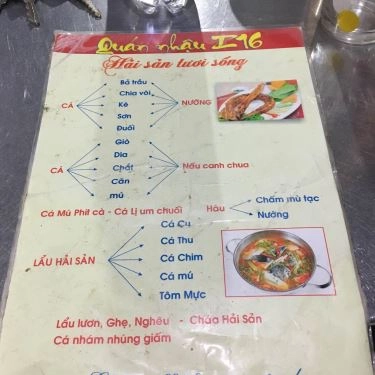 Quán nhậu I16
Hải sản tươi sống
Bã trầu
Chìa vôi
CÁ Ké NƯỚNG
Sơn
Đuối
Giò
Dìa
CÁ Chất Nấu canh chua
Căn
mú
Cá Mú Phil cà - Cá Lị um chuối Hàu Chấm mù tạc
Nướng
Cá Cu
Cá Thu
LẨU HẢI SẢN Cá Chim
Cá mú
Tôm Mực
Lẩu lươn, Ghẹ, Nghêu - Cháo Hải Sản
Cá nhám nhúng giấm